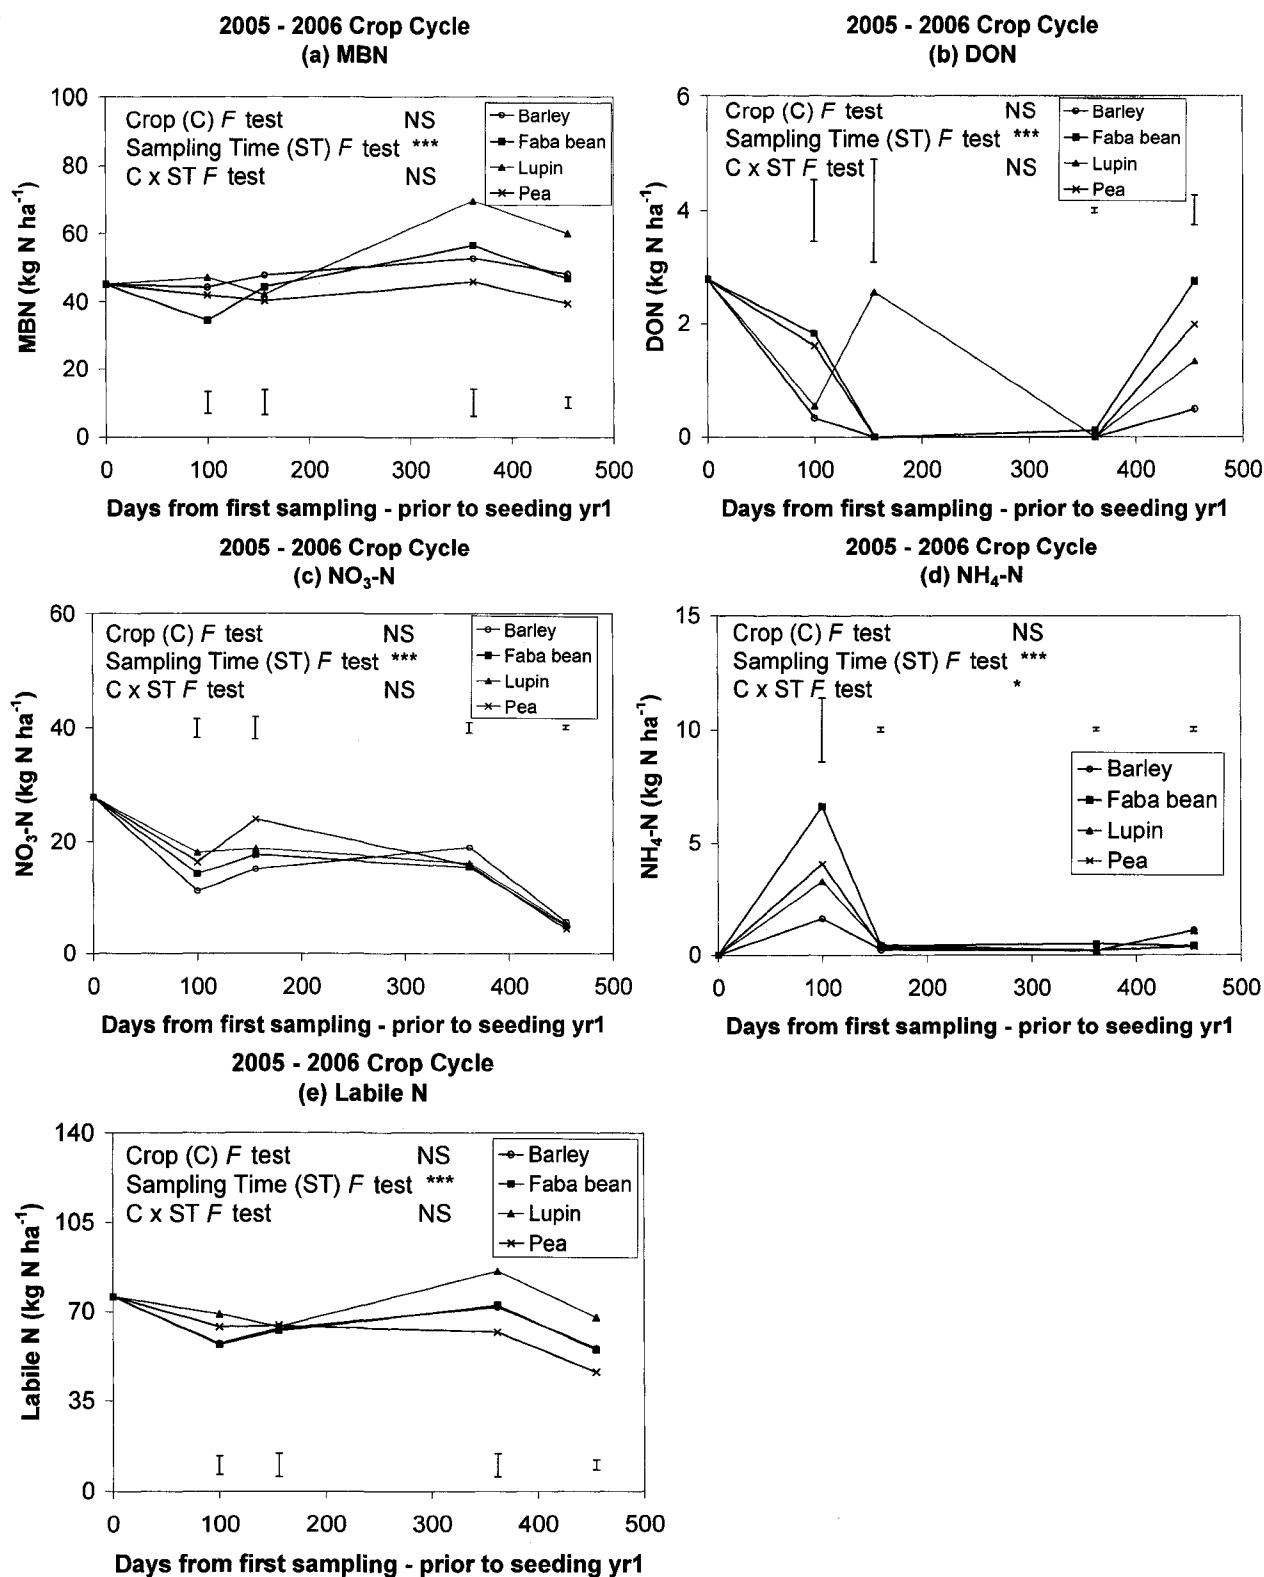 2005 - 2006 Crop Cycle
(a) MBN
100
80
60
40
20
0
MBN (kg N ha⁻¹)
Crop (C) F test NS
Sampling Time (ST) F test ***
C x ST F test NS
Barley
Faba bean
Lupin
Pea
0 100 200 300 400 500
Days from first sampling - prior to seeding yr1
2005 - 2006 Crop Cycle
(b) DON
6
4
2
0
DON (kg N ha⁻¹)
Crop (C) F test NS
Sampling Time (ST) F test ***
C x ST F test NS
Barley
Faba bean
Lupin
Pea
0 100 200 300 400 500
Days from first sampling - prior to seeding yr1
2005 - 2006 Crop Cycle
(c) NO₃-N
60
40
20
0
NO₃-N (kg N ha⁻¹)
Crop (C) F test NS
Sampling Time (ST) F test ***
C x ST F test NS
Barley
Faba bean
Lupin
Pea
0 100 200 300 400 500
Days from first sampling - prior to seeding yr1
2005 - 2006 Crop Cycle
(d) NH₄-N
15
10
5
0
NH₄-N (kg N ha⁻¹)
Crop (C) F test NS
Sampling Time (ST) F test ***
C x ST F test *
Barley
Faba bean
Lupin
Pea
0 100 200 300 400 500
Days from first sampling - prior to seeding yr1
2005 - 2006 Crop Cycle
(e) Labile N
140
105
70
35
0
Labile N (kg N ha⁻¹)
Crop (C) F test NS
Sampling Time (ST) F test ***
C x ST F test NS
Barley
Faba bean
Lupin
Pea
0 100 200 300 400 500
Days from first sampling - prior to seeding yr1